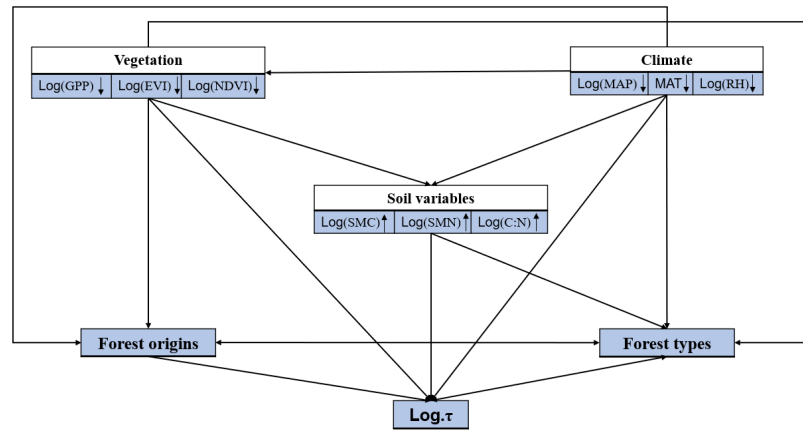 Vegetation
Climate
Log(GPP)↓ Log(EVI)↓ Log(NDVI)↓
Log(MAP)↓ MAT↓ Log(RH)↓
Soil variables
Log(SMC)↑ Log(SMN)↑ Log(C:N)↑
Forest origins
Forest types
Log.τ